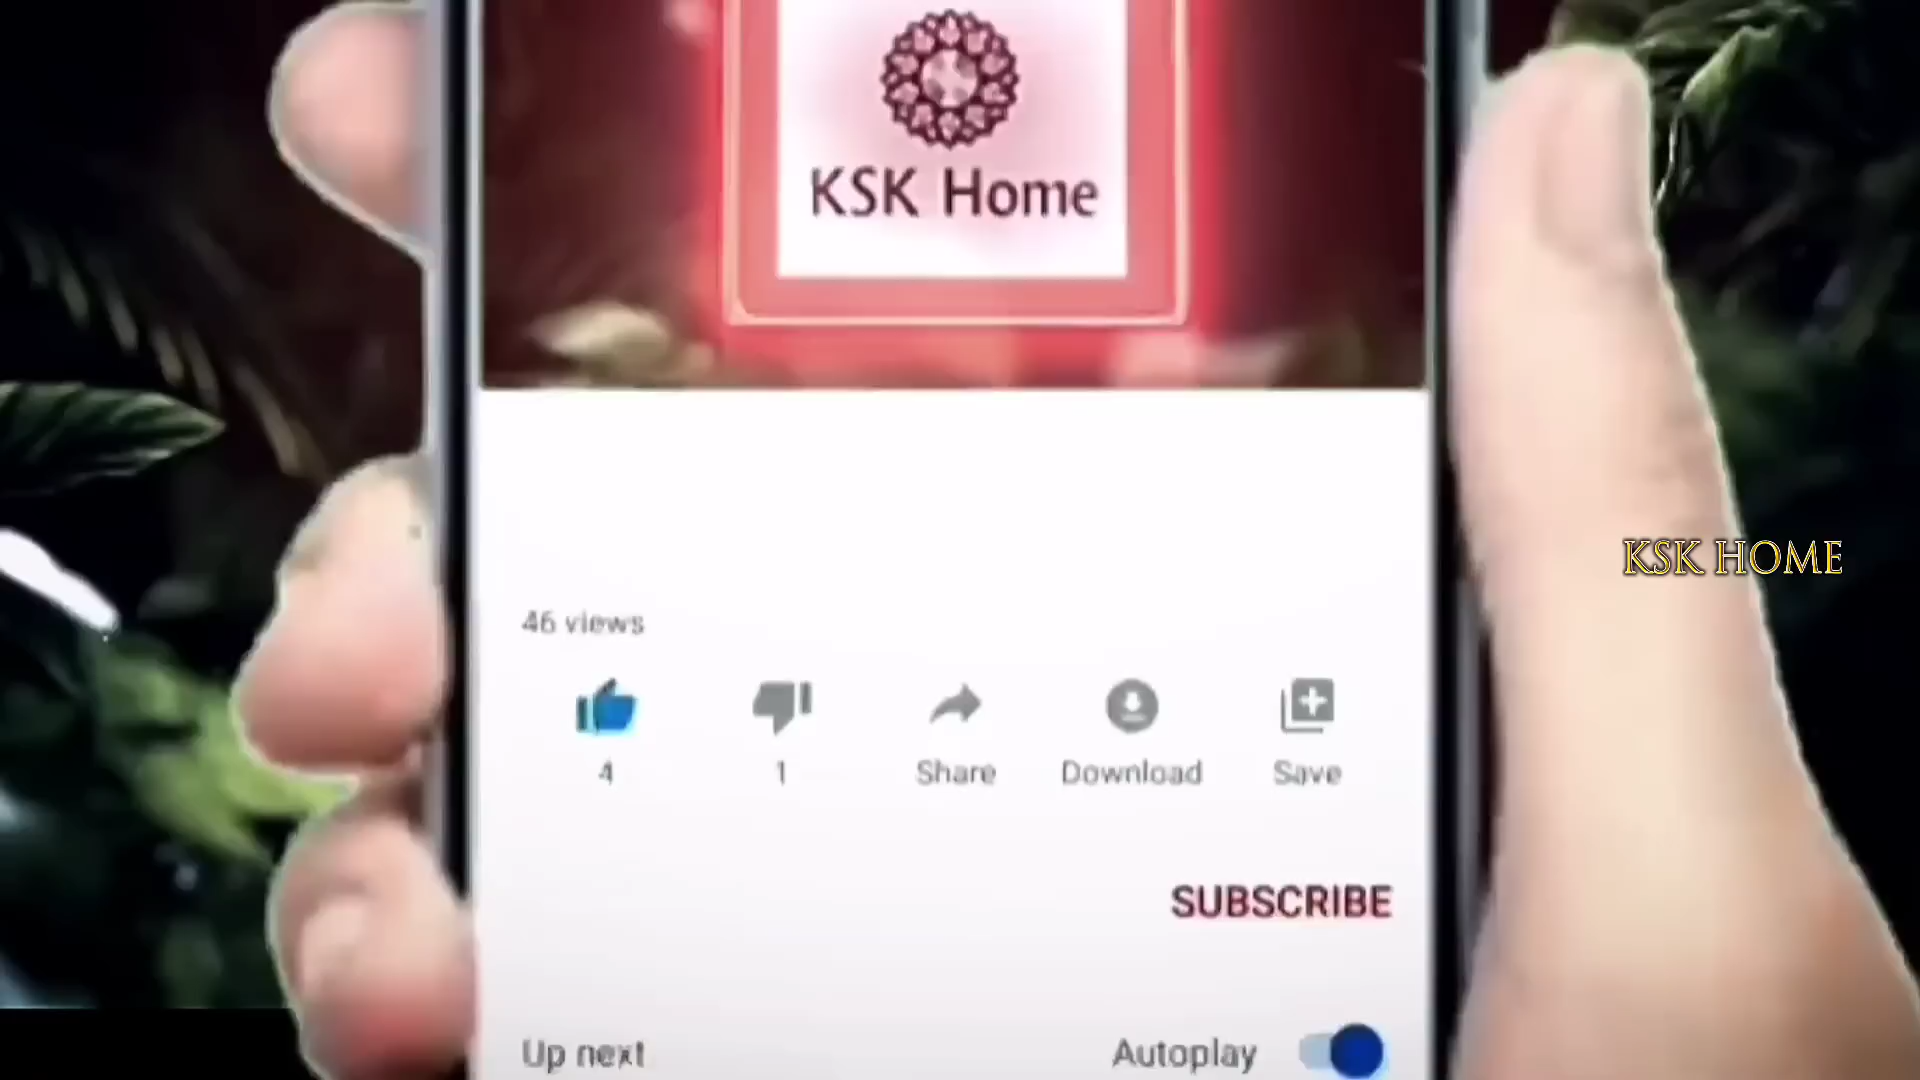 KSK Home
KSK HOME
46 views
4
1
Share
Download
Save
SUBSCRIBE
Up next
Autoplay